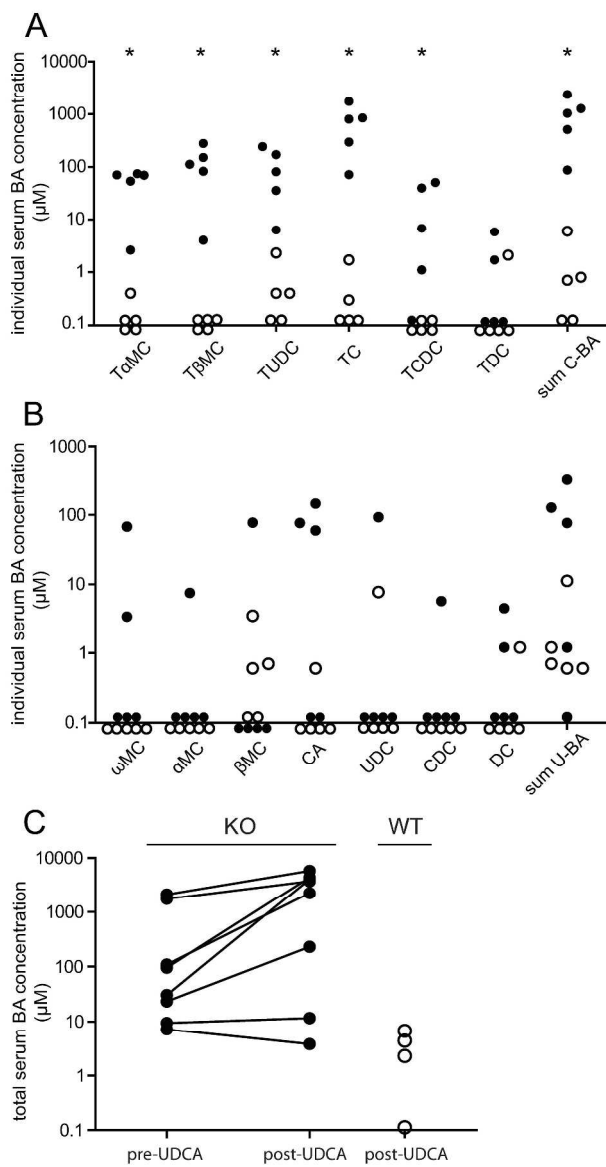 A
* * * * * *
individual serum BA concentration
(µM)
10000
1000
100
10
1
0.1
TαMC
TβMC
TUDC
TC
TCDC
TDC
sum C-BA
B
individual serum BA concentration
(µM)
1000
100
10
1
0.1
ωMC
αMC
βMC
CA
UDC
CDC
DC
sum U-BA
C
KO WT
total serum BA concentration
(µM)
10000
1000
100
10
1
0.1
pre-UDCA post-UDCA post-UDCA